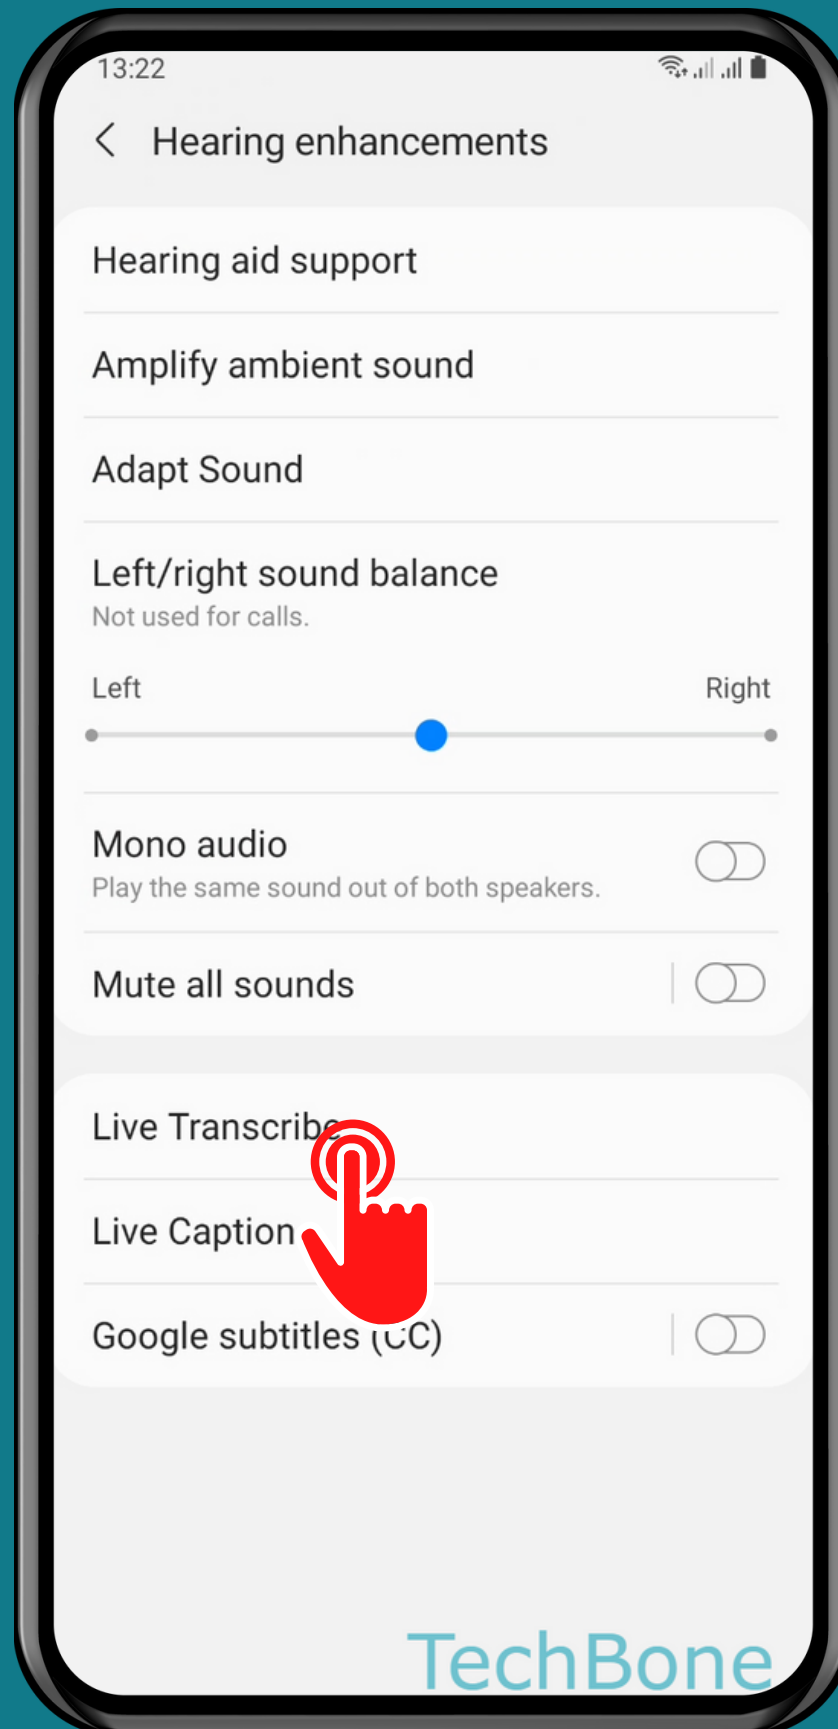 13:22
Hearing enhancements
Hearing aid support
Amplify ambient sound
Adapt Sound
Left/right sound balance
Not used for calls.
Left Right
Mono audio
Play the same sound out of both speakers.
Mute all sounds
Live Transcribe
Live Caption
Google subtitles (CC)
TechBone